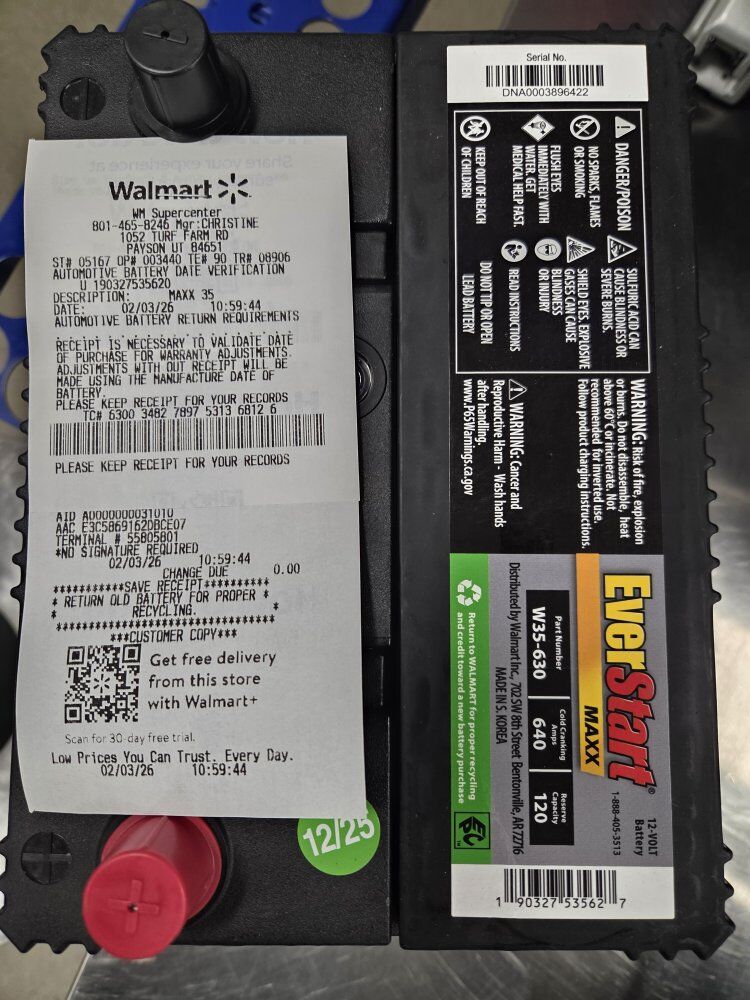 Walmart
WM Supercenter
801-465-8246 Mgr:CHRISTINE
1052 TURF FARM RD
PAYSON UT 84651
ST# 05167 OP# 003440 TE# 90 TR# 08906
AUTOMOTIVE BATTERY DATE VERIFICATION
U 190327535620
DESCRIPTION: MAXX 35
DATE: 02/03/26 10:59:44
AUTOMOTIVE BATTERY RETURN REQUIREMENTS
RECEIPT IS NECESSARY TO VALIDATE DATE
OF PURCHASE FOR WARRANTY ADJUSTMENTS.
ADJUSTMENTS WITH OUT RECEIPT WILL BE
MADE USING THE MANUFACTURE DATE OF
BATTERY.
PLEASE KEEP RECEIPT FOR YOUR RECORDS
TC# 6300 3482 7897 5313 6812 6
PLEASE KEEP RECEIPT FOR YOUR RECORDS
AID A0000000031010
AAC E3C5869162DBCE07
TERMINAL # 55805801
*NO SIGNATURE REQUIRED
02/03/26 10:59:44
CHANGE DUE 0.00
***********SAVE RECEIPT**********
* RETURN OLD BATTERY FOR PROPER *
* RECYCLING. *
*********************************
***CUSTOMER COPY***
Get free delivery
from this store
with Walmart+
Scan for 30-day free trial.
Low Prices You Can Trust. Every Day.
02/03/26 10:59:44
12/25
Serial No.
DNA0003896422
DANGER/POISON
NO SPARKS, FLAMES
OR SMOKING
FLUSH EYES
IMMEDIATELY WITH
WATER. GET
MEDICAL HELP FAST.
KEEP OUT OF REACH
OF CHILDREN
SULFURIC ACID CAN
CAUSE BLINDNESS OR
SEVERE BURNS.
SHIELD EYES. EXPLOSIVE
GASES CAN CAUSE
BLINDNESS
OR INJURY
READ INSTRUCTIONS
DO NOT TIP OR OPEN
LEAD BATTERY
WARNING: Risk of fire, explosion
or burns. Do not disassemble, heat
above 60°C or incinerate. Not
recommended for inverted use.
Follow product charging instructions.
WARNING: Cancer and
Reproductive Harm - Wash hands
after handling.
www.P65Warnings.ca.gov
EverStart®
MAXX
12-VOLT
Battery
1-888-405-3513
Part Number
W35-630
Cold Cranking
Amps
640
Reserve
Capacity
120
Distributed by Walmart Inc., 702 SW 8th Street Bentonville, AR 72716
MADE IN S. KOREA
Return to WALMART for proper recycling
and credit toward a new battery purchase
EPC
1 90327 53562 7